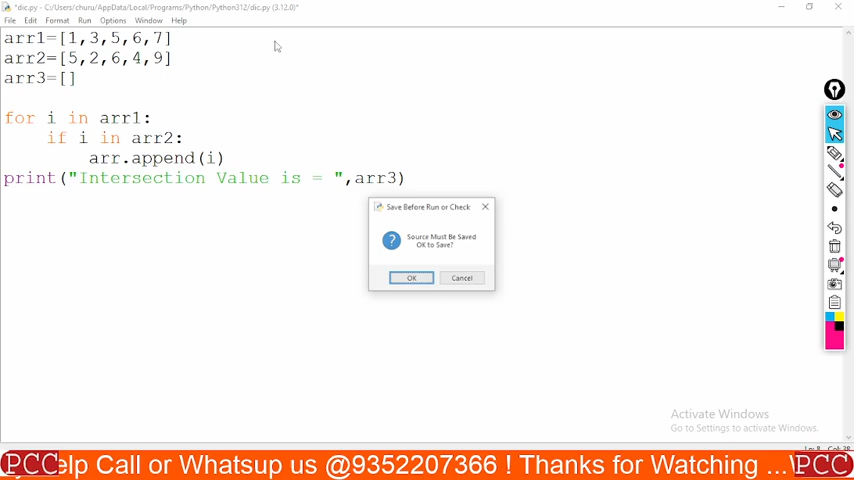 *dic.py - C:/Users/churu/AppData/Local/Programs/Python/Python312/dic.py (3.12.0)*
File Edit Format Run Options Window Help
arr1=[1,3,5,6,7]
arr2=[5,2,6,4,9]
arr3=[]
for i in arr1:
if i in arr2:
arr.append(i)
print("Intersection Value is = ",arr3)
Save Before Run or Check
Source Must Be Saved
OK to Save?
OK Cancel
Activate Windows
Go to Settings to activate Windows.
Ln: 8 Col: 38
PCC elp Call or Whatsup us @9352207366 ! Thanks for Watching ... PCC